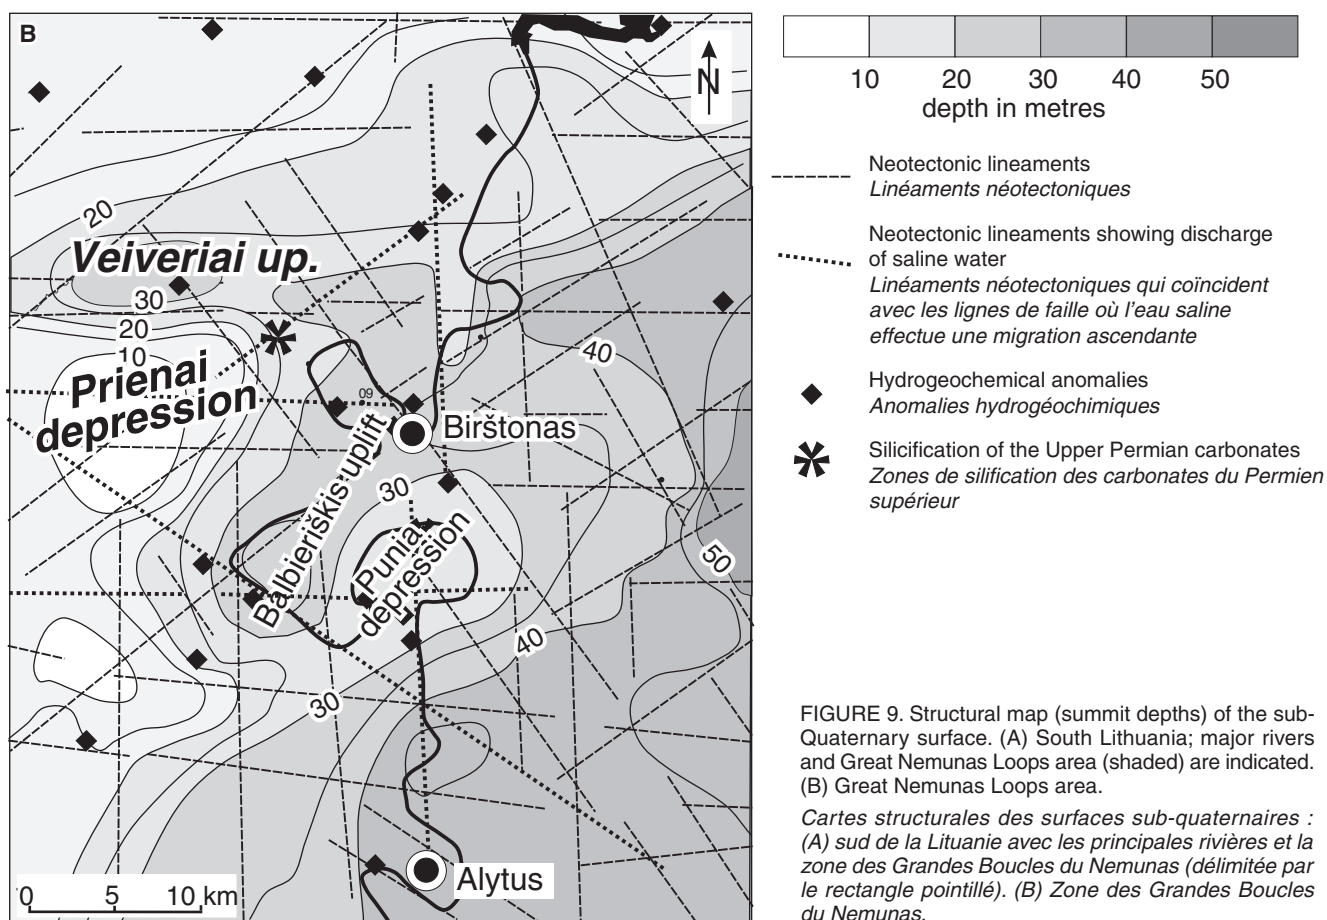 B
N
20
Veiveriai up.
30
20
10
Prienai
depression
40
09
Birštonas
Balbieriškis uplift
30
Punia
depression
50
40
30
Alytus
0 5 10 km
10 20 30 40 50
depth in metres
Neotectonic lineaments
Linéaments néotectoniques
Neotectonic lineaments showing discharge
of saline water
Linéaments néotectoniques qui coïncident
avec les lignes de faille où l'eau saline
effectue une migration ascendante
Hydrogeochemical anomalies
Anomalies hydrogéochimiques
Silicification of the Upper Permian carbonates
Zones de silification des carbonates du Permien
supérieur
FIGURE 9. Structural map (summit depths) of the sub-
Quaternary surface. (A) South Lithuania; major rivers
and Great Nemunas Loops area (shaded) are indicated.
(B) Great Nemunas Loops area.
Cartes structurales des surfaces sub-quaternaires :
(A) sud de la Lituanie avec les principales rivières et la
zone des Grandes Boucles du Nemunas (délimitée par
le rectangle pointillé). (B) Zone des Grandes Boucles
du Nemunas.